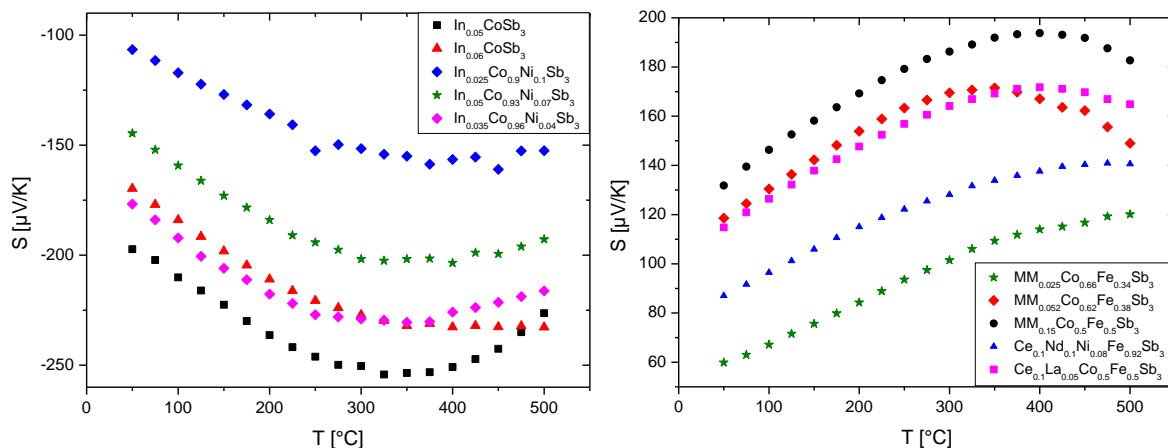 -100
-150
-200
-250
S [µV/K]
0 100 200 300 400 500
T [°C]
In0.05CoSb3
In0.06CoSb3
In0.025Co0.9Ni0.1Sb3
In0.05Co0.93Ni0.07Sb3
In0.035Co0.96Ni0.04Sb3
200
180
160
140
120
100
80
60
S [µV/K]
0 100 200 300 400 500
T [°C]
MM0.025Co0.66Fe0.34Sb3
MM0.052Co0.62Fe0.38Sb3
MM0.15Co0.5Fe0.5Sb3
Ce0.1Nd0.1Ni0.08Fe0.92Sb3
Ce0.1La0.05Co0.5Fe0.5Sb3